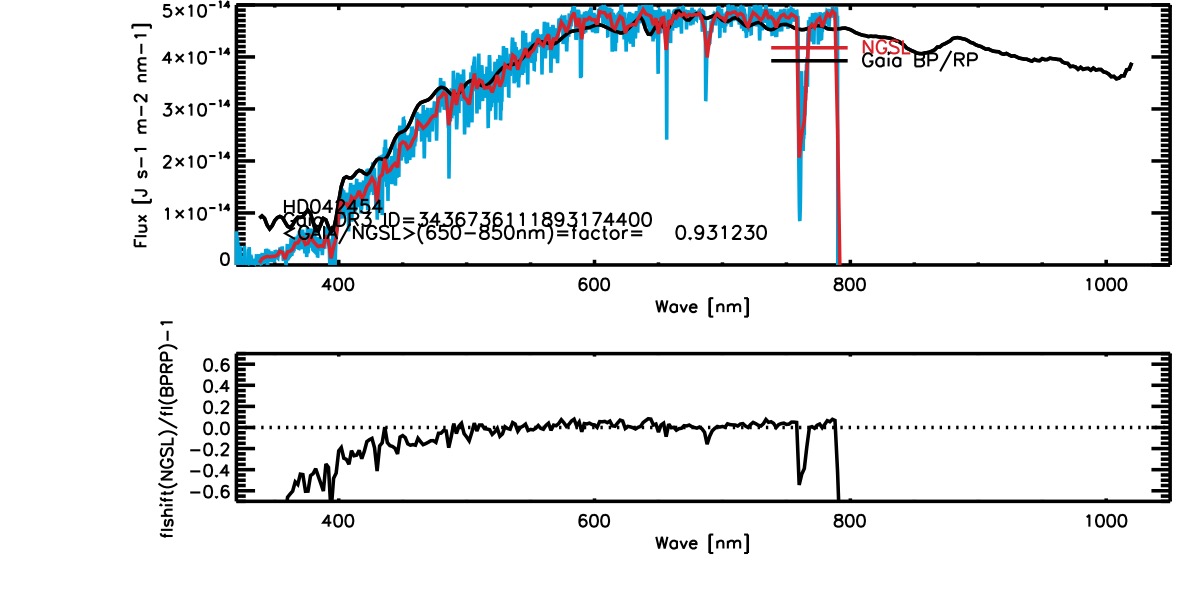 5×10−14
4×10−14
3×10−14
2×10−14
1×10−14
0
Flux [J s−1 m−2 nm−1]
NGSL
Gaia BP/RP
HD042454
Gaia DR3 ID=3436736111893174400
<GAIA/NGSL>(650−850nm)=factor= 0.931230
400 600 800 1000
Wave [nm]
flshift(NGSL)/fl(BPRP)−1
0.6
0.4
0.2
0.0
−0.2
−0.4
−0.6
400 600 800 1000
Wave [nm]